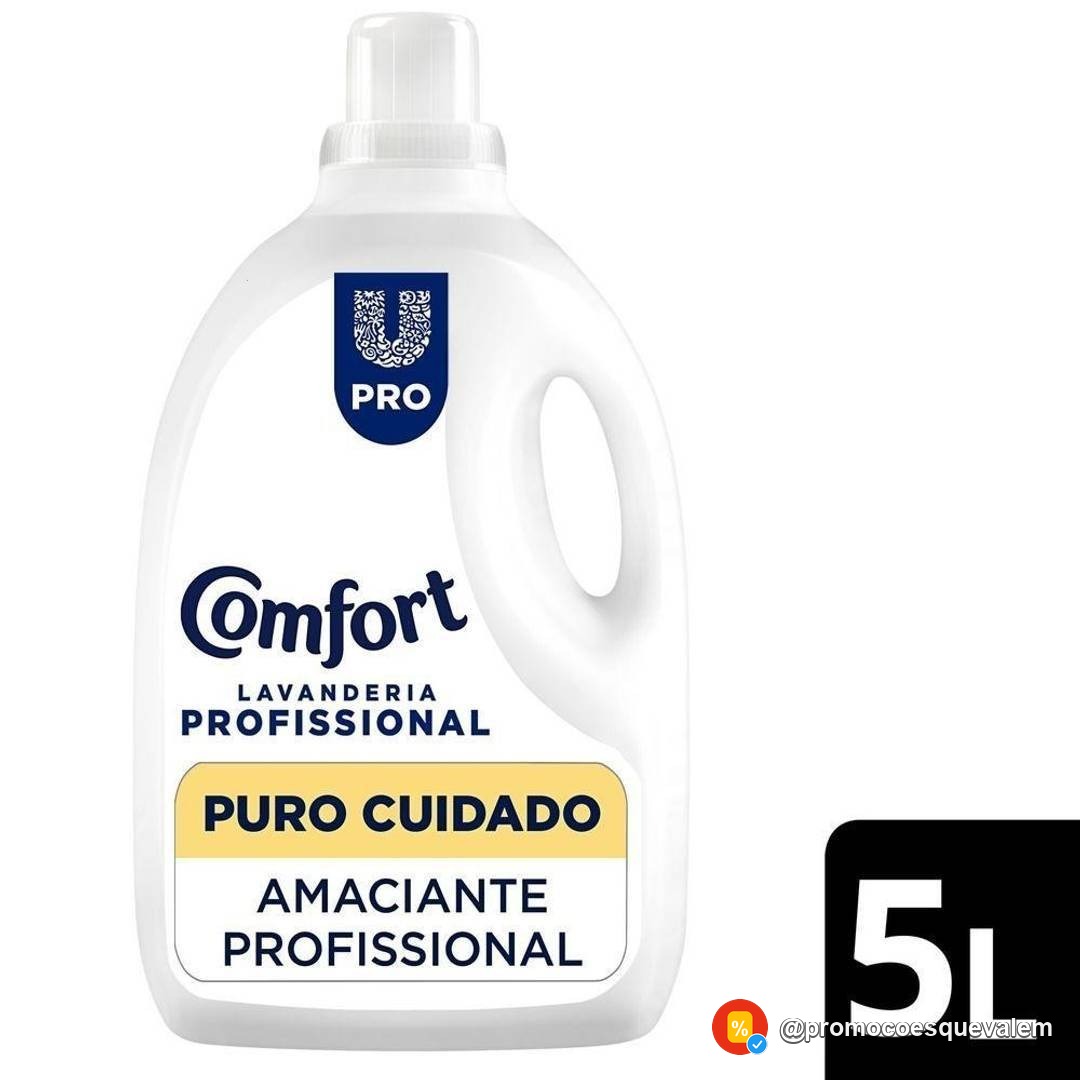 U
PRO
Comfort
LAVANDERIA
PROFISSIONAL
PURO CUIDADO
AMACIANTE
PROFISSIONAL
5L
%
@promocoesquevalem